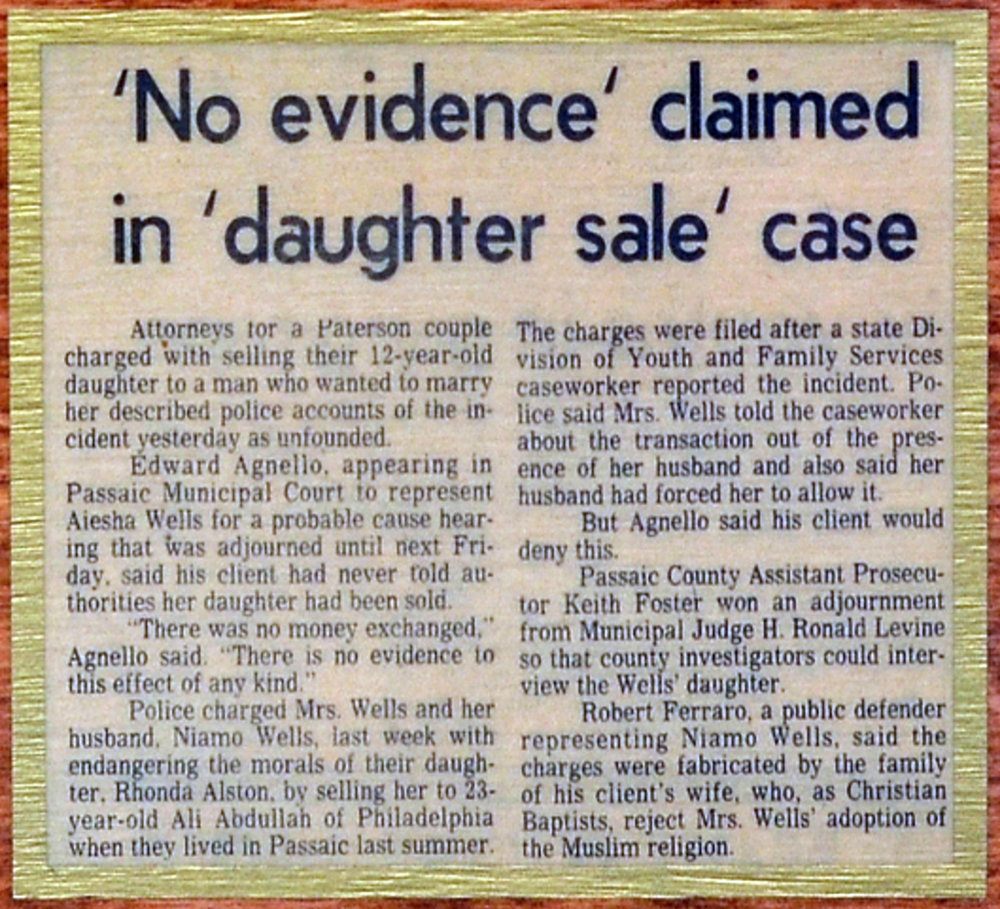 'No evidence' claimed
in 'daughter sale' case
Attorneys for a Paterson couple
charged with selling their 12-year-old
daughter to a man who wanted to marry
her described police accounts of the in-
cident yesterday as unfounded.
Edward Agnello, appearing in
Passaic Municipal Court to represent
Aiesha Wells for a probable cause hear-
ing that was adjourned until next Fri-
day, said his client had never told au-
thorities her daughter had been sold.
"There was no money exchanged,"
Agnello said. "There is no evidence to
this effect of any kind."
Police charged Mrs. Wells and her
husband, Niamo Wells, last week with
endangering the morals of their daugh-
ter, Rhonda Alston, by selling her to 23-
year-old Ali Abdullah of Philadelphia
when they lived in Passaic last summer.
The charges were filed after a state Di-
vision of Youth and Family Services
caseworker reported the incident. Po-
lice said Mrs. Wells told the caseworker
about the transaction out of the pres-
ence of her husband and also said her
husband had forced her to allow it.
But Agnello said his client would
deny this.
Passaic County Assistant Prosecu-
tor Keith Foster won an adjournment
from Municipal Judge H. Ronald Levine
so that county investigators could inter-
view the Wells' daughter.
Robert Ferraro, a public defender
representing Niamo Wells, said the
charges were fabricated by the family
of his client's wife, who, as Christian
Baptists, reject Mrs. Wells' adoption of
the Muslim religion.